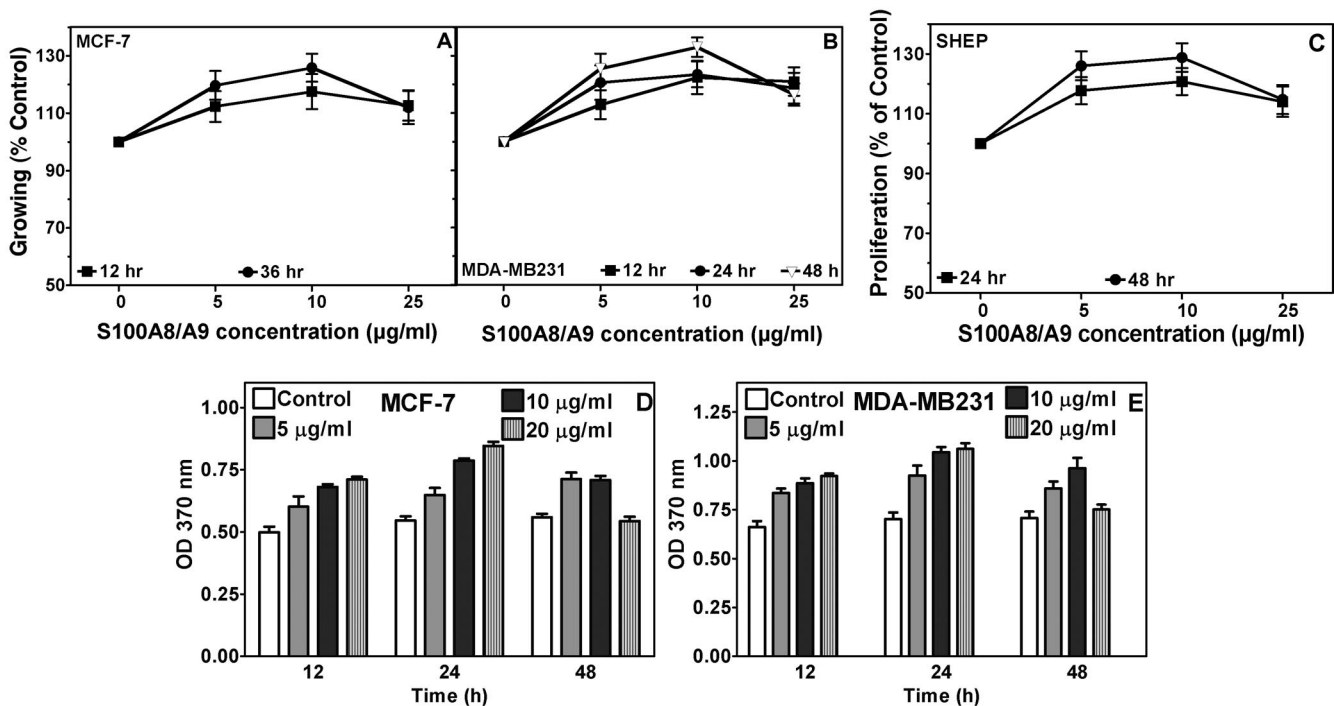 MCF-7
A
Growing (% Control)
130
110
90
70
50
12 hr
36 hr
0
5
10
25
S100A8/A9 concentration (µg/ml)
B
MDA-MB231
12 hr
24 hr
48 h
0
5
10
25
S100A8/A9 concentration (µg/ml)
SHEP
C
Proliferation (% of Control)
130
110
90
70
50
24 hr
48 hr
0
5
10
25
S100A8/A9 concentration (µg/ml)
Control
5 µg/ml
MCF-7
10 µg/ml
20 µg/ml
D
OD 370 nm
1.00
0.75
0.50
0.25
0.00
12
24
48
Time (h)
Control
5 µg/ml
MDA-MB231
10 µg/ml
20 µg/ml
E
OD 370 nm
1.25
1.00
0.75
0.50
0.25
0.00
12
24
48
Time (h)